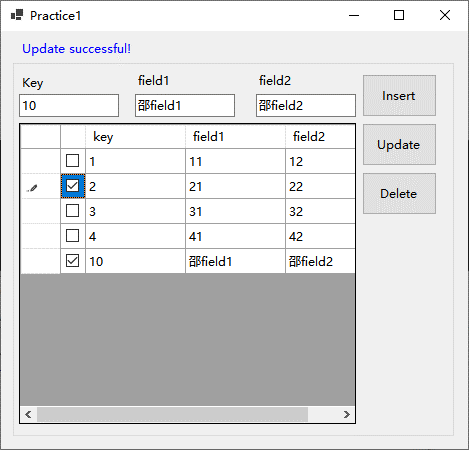 Practice1
Update successful!
Key field1 field2
10 邵field1 邵field2 Insert
key field1 field2
1 11 12 Update
2 21 22 Delete
3 31 32
4 41 42
10 邵field1 邵field2